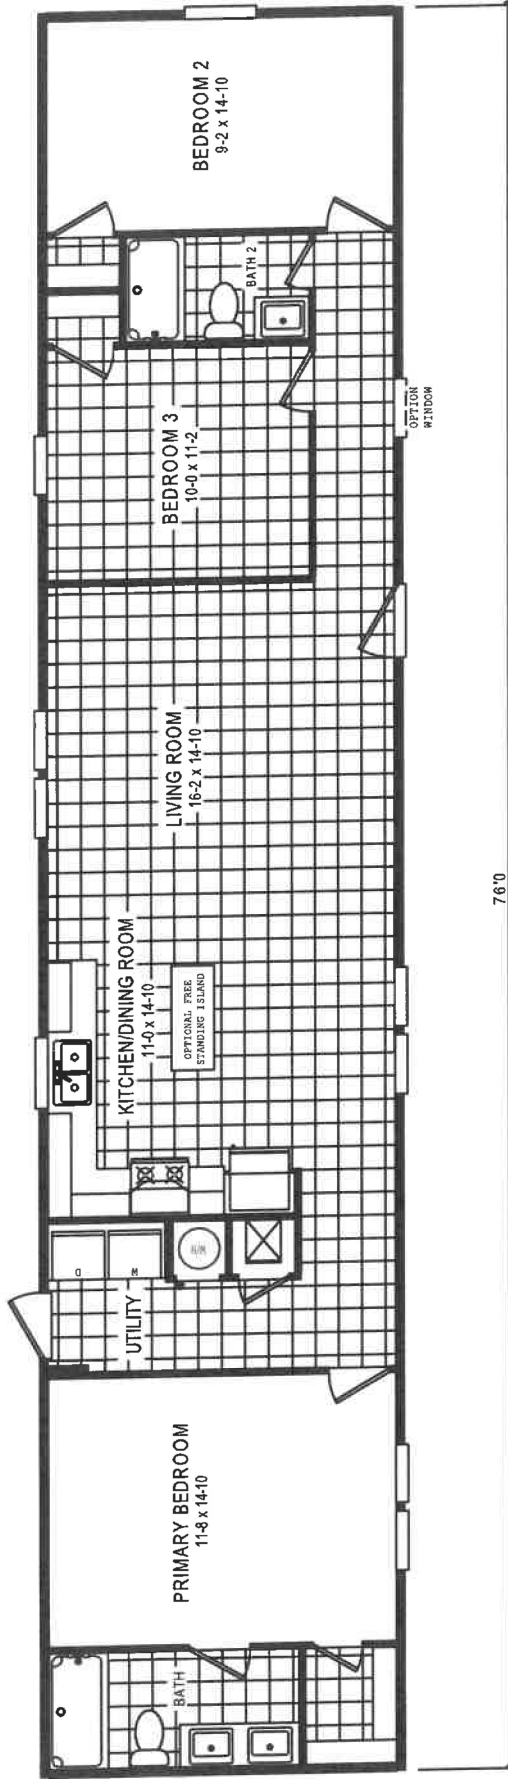 PRIMARY BEDROOM
11-8 x 14-10
BATH
UTILITY
D
W
W/H
KITCHEN/DINING ROOM
11-0 x 14-10
OPTIONAL FREE
STANDING ISLAND
LIVING ROOM
16-2 x 14-10
BEDROOM 3
10-0 x 11-2
BATH 2
BEDROOM 2
9-2 x 14-10
OPTION
WINDOW
76'0